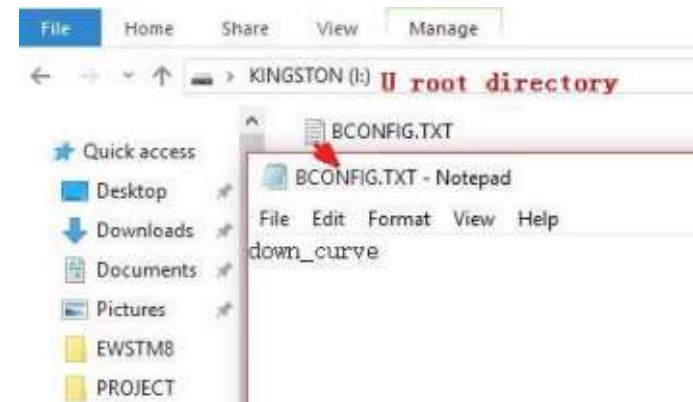 File Home Share View Manage
KINGSTON (I:) U root directory
BCONFIG.TXT
Quick access
Desktop
Downloads
Documents
Pictures
EWSTM8
PROJECT
BCONFIG.TXT - Notepad
File Edit Format View Help
down_curve